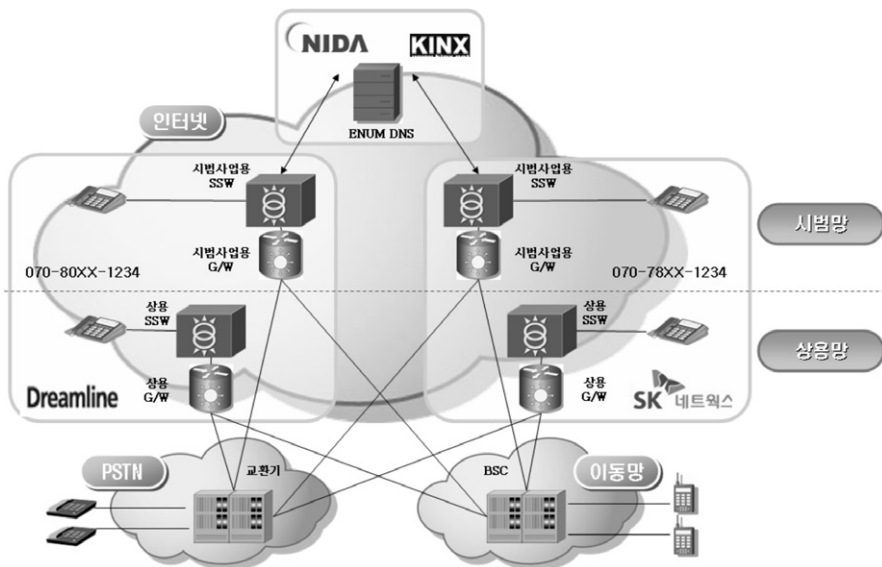 NIDA
KINX
ENUM DNS
인터넷
시범사업용
SSW
시범사업용
SSW
시범망
시범사업용
G/W
시범사업용
G/W
070-80XX-1234
070-78XX-1234
상용
SSW
상용
SSW
상용망
Dreamline
상용
G/W
상용
G/W
SK 네트웍스
PSTN
교환기
BSC
이동망